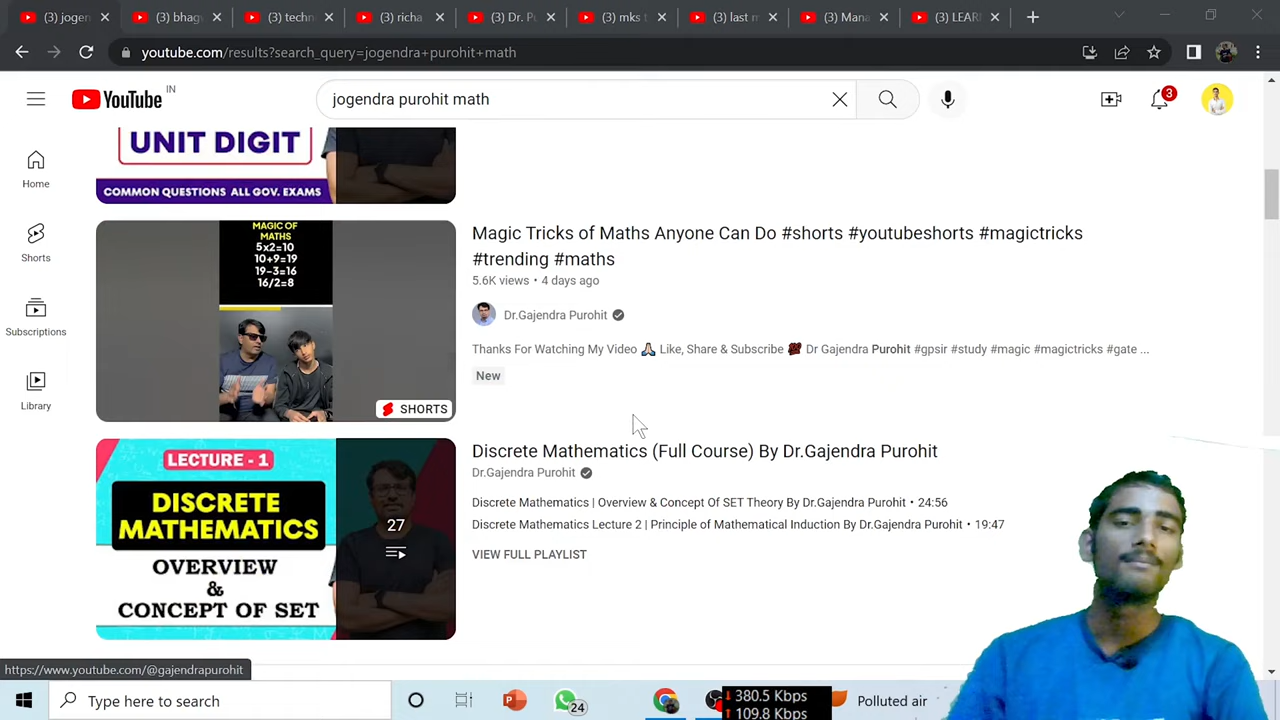 (3) jogen
(3) bhags
(3) techn
(3) richa
(3) Dr. Pu
(3) mks t
(3) last m
(3) Mana
(3) LEARI
youtube.com/results?search_query=jogendra+purohit+math
YouTube
IN
jogendra purohit math
3
Home
Shorts
Subscriptions
Library
UNIT DIGIT
COMMON QUESTIONS ALL GOV. EXAMS
MAGIC OF
MATHS
5x2=10
10+9=19
19-3=16
16/2=8
SHORTS
Magic Tricks of Maths Anyone Can Do #shorts #youtubeshorts #magictricks
#trending #maths
5.6K views • 4 days ago
Dr.Gajendra Purohit
Thanks For Watching My Video 🙏🏻 Like, Share & Subscribe Dr Gajendra Purohit #gpsir #study #magic #magictricks #gate ...
New
LECTURE - 1
DISCRETE
MATHEMATICS
OVERVIEW
&
CONCEPT OF SET
27
Discrete Mathematics (Full Course) By Dr.Gajendra Purohit
Dr.Gajendra Purohit
Discrete Mathematics | Overview & Concept Of SET Theory By Dr.Gajendra Purohit • 24:56
Discrete Mathematics Lecture 2 | Principle of Mathematical Induction By Dr.Gajendra Purohit • 19:47
VIEW FULL PLAYLIST
https://www.youtube.com/@gajendrapurohit
Type here to search
24
380.5 Kbps
109.8 Kbps
Polluted air